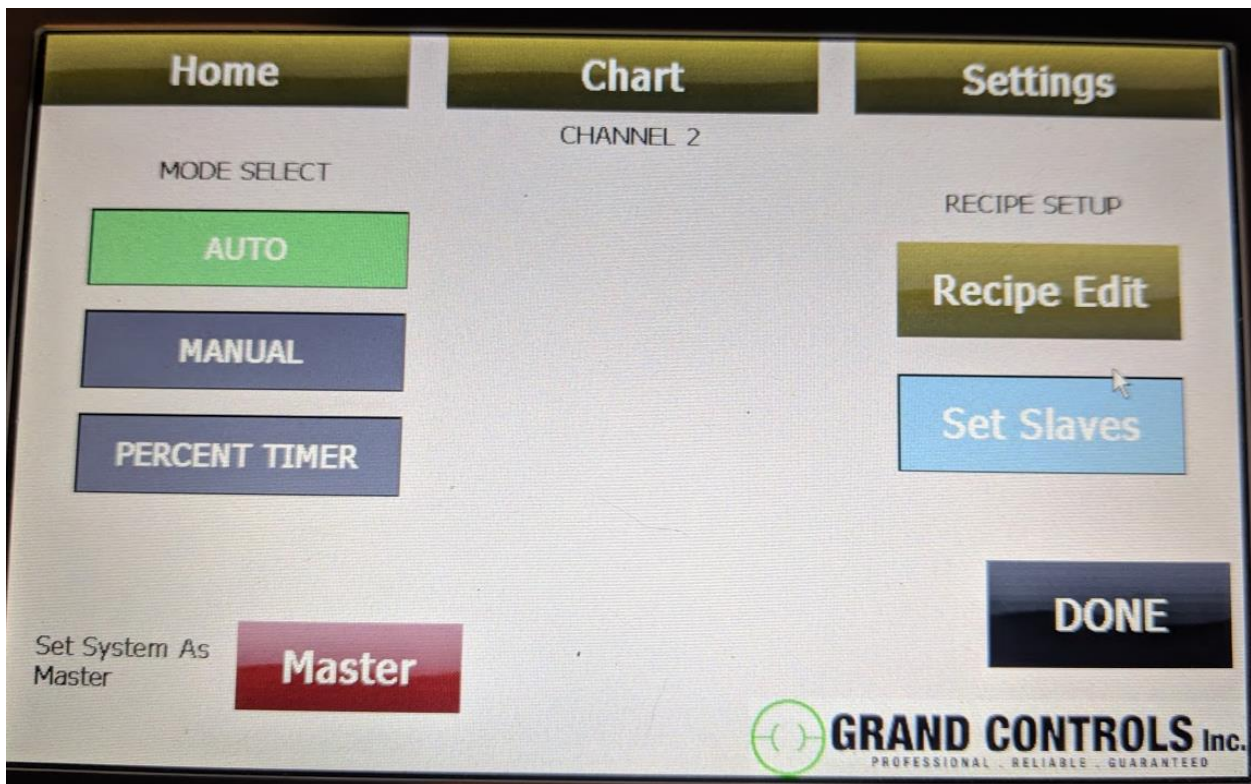 Home
Chart
Settings
CHANNEL 2
MODE SELECT
RECIPE SETUP
AUTO
Recipe Edit
MANUAL
Set Slaves
PERCENT TIMER
DONE
Set System As
Master
Master
GRAND CONTROLS Inc.
PROFESSIONAL . RELIABLE . GUARANTEED